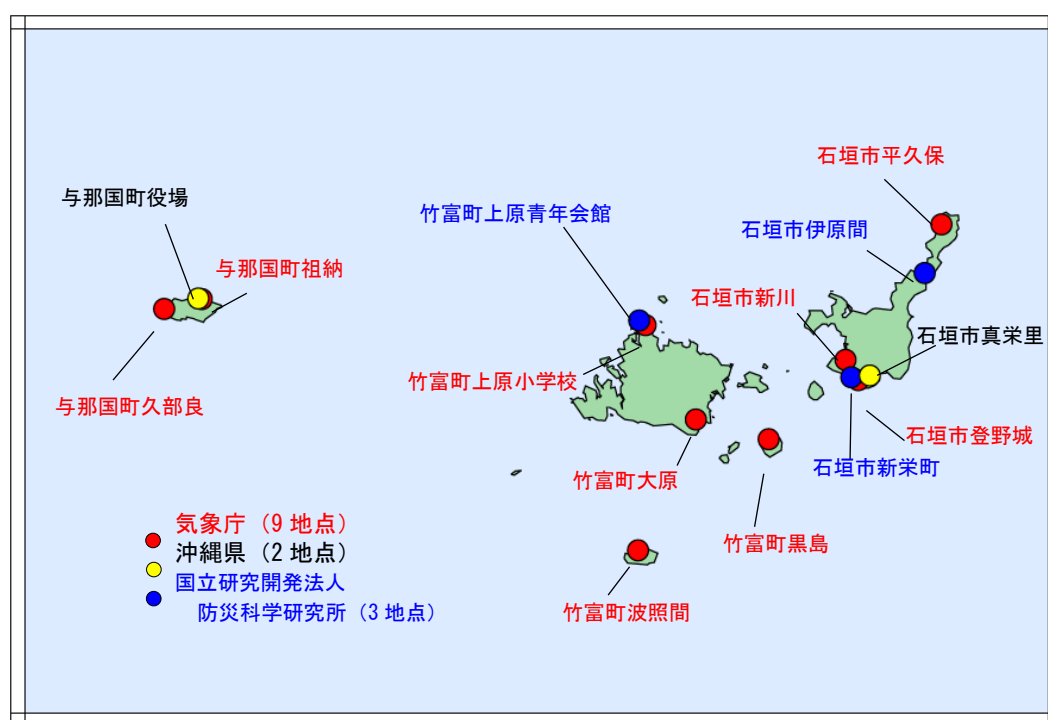 石垣市平久保
与那国町役場
竹富町上原青年会館
石垣市伊原間
与那国町祖納
石垣市新川
石垣市真栄里
竹富町上原小学校
与那国町久部良
石垣市登野城
石垣市新栄町
竹富町大原
竹富町黒島
気象庁（9 地点）
沖縄県（2 地点）
国立研究開発法人
防災科学研究所（3 地点）
竹富町波照間